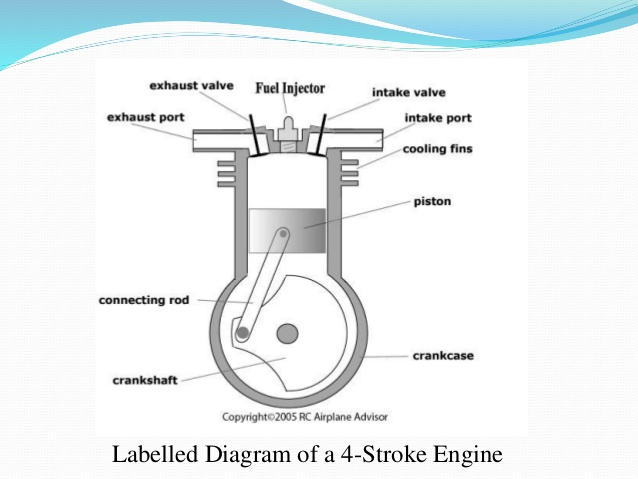 exhaust valve
Fuel Injector
intake valve
exhaust port
intake port
cooling fins
piston
connecting rod
crankcase
crankshaft
Copyright©2005 RC Airplane Advisor
Labelled Diagram of a 4-Stroke Engine